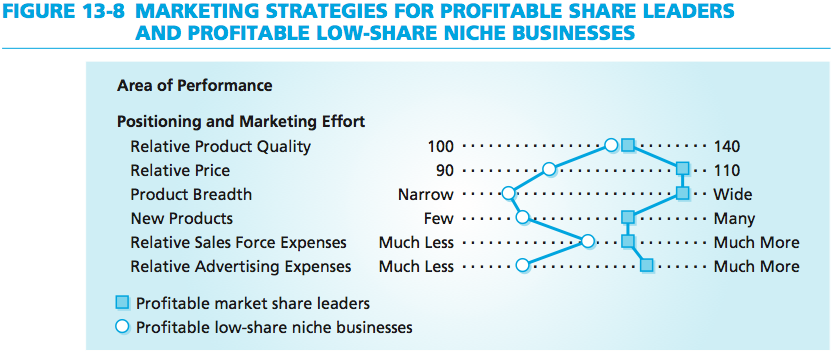 FIGURE 13-8 MARKETING STRATEGIES FOR PROFITABLE SHARE LEADERS
AND PROFITABLE LOW-SHARE NICHE BUSINESSES
Area of Performance
Positioning and Marketing Effort
Relative Product Quality 100 140
Relative Price 90 110
Product Breadth Narrow Wide
New Products Few Many
Relative Sales Force Expenses Much Less Much More
Relative Advertising Expenses Much Less Much More
Profitable market share leaders
Profitable low-share niche businesses